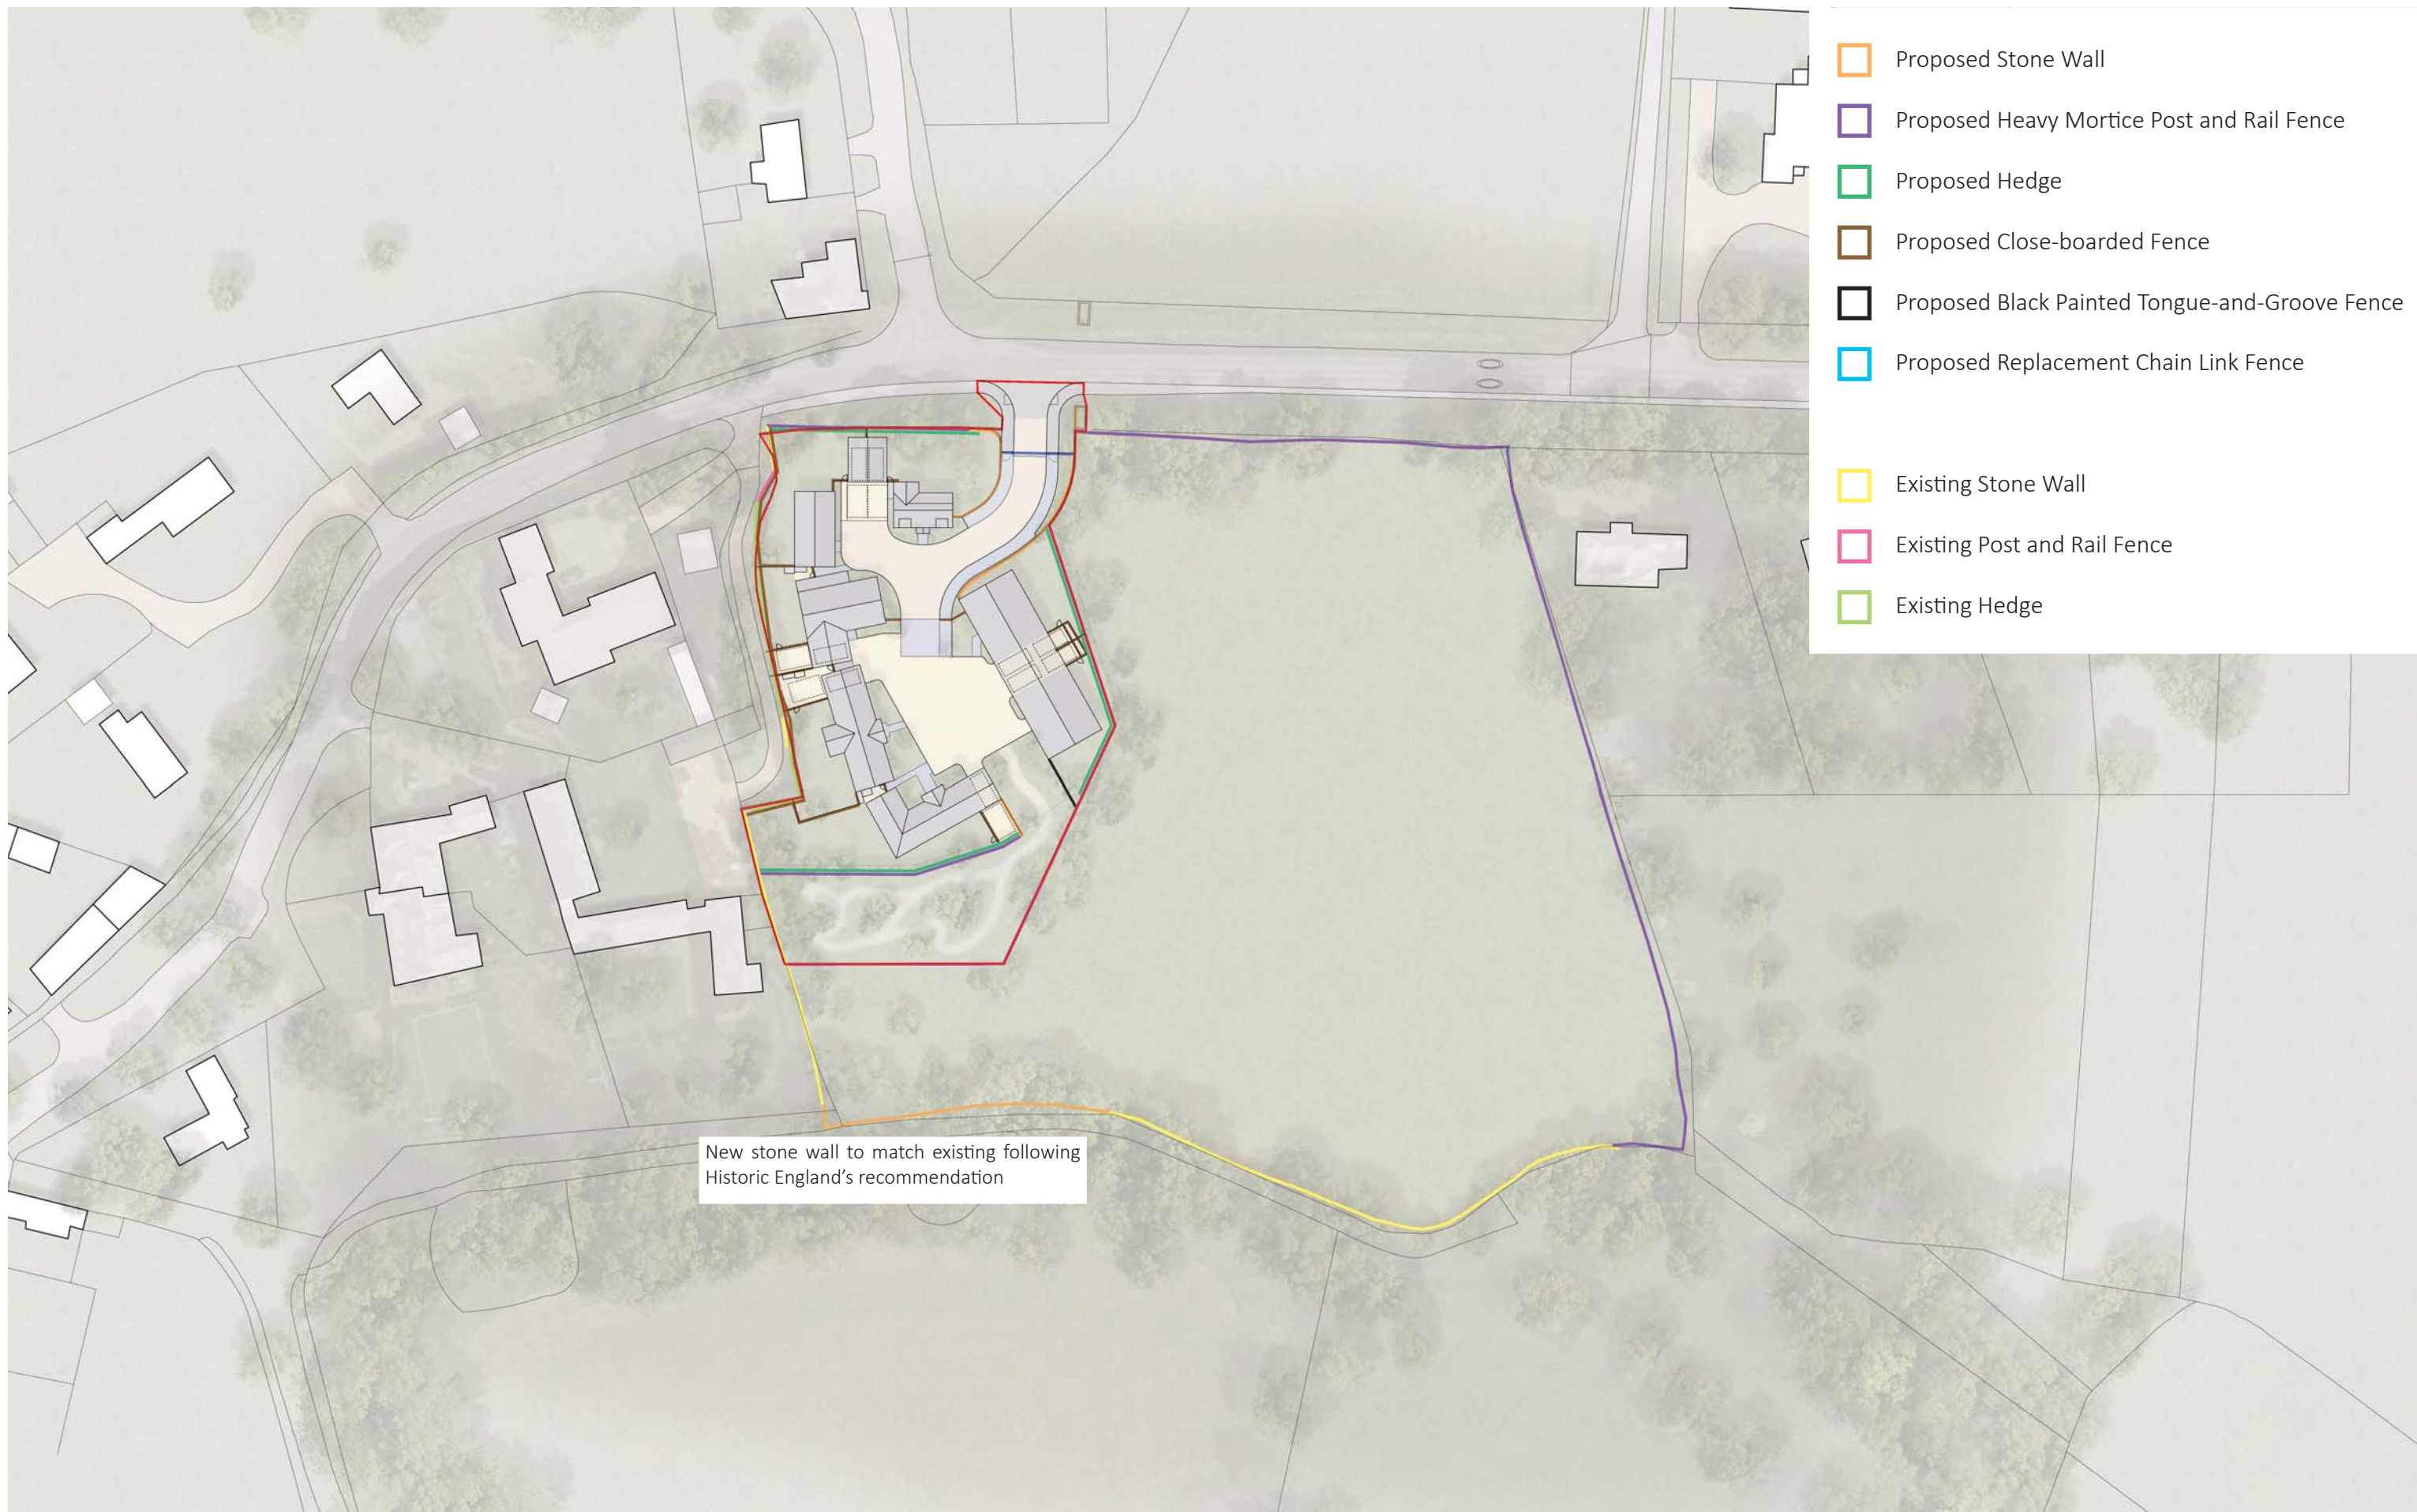 Proposed Stone Wall
Proposed Heavy Mortice Post and Rail Fence
Proposed Hedge
Proposed Close-boarded Fence
Proposed Black Painted Tongue-and-Groove Fence
Proposed Replacement Chain Link Fence
Existing Stone Wall
Existing Post and Rail Fence
Existing Hedge
New stone wall to match existing following
Historic England’s recommendation